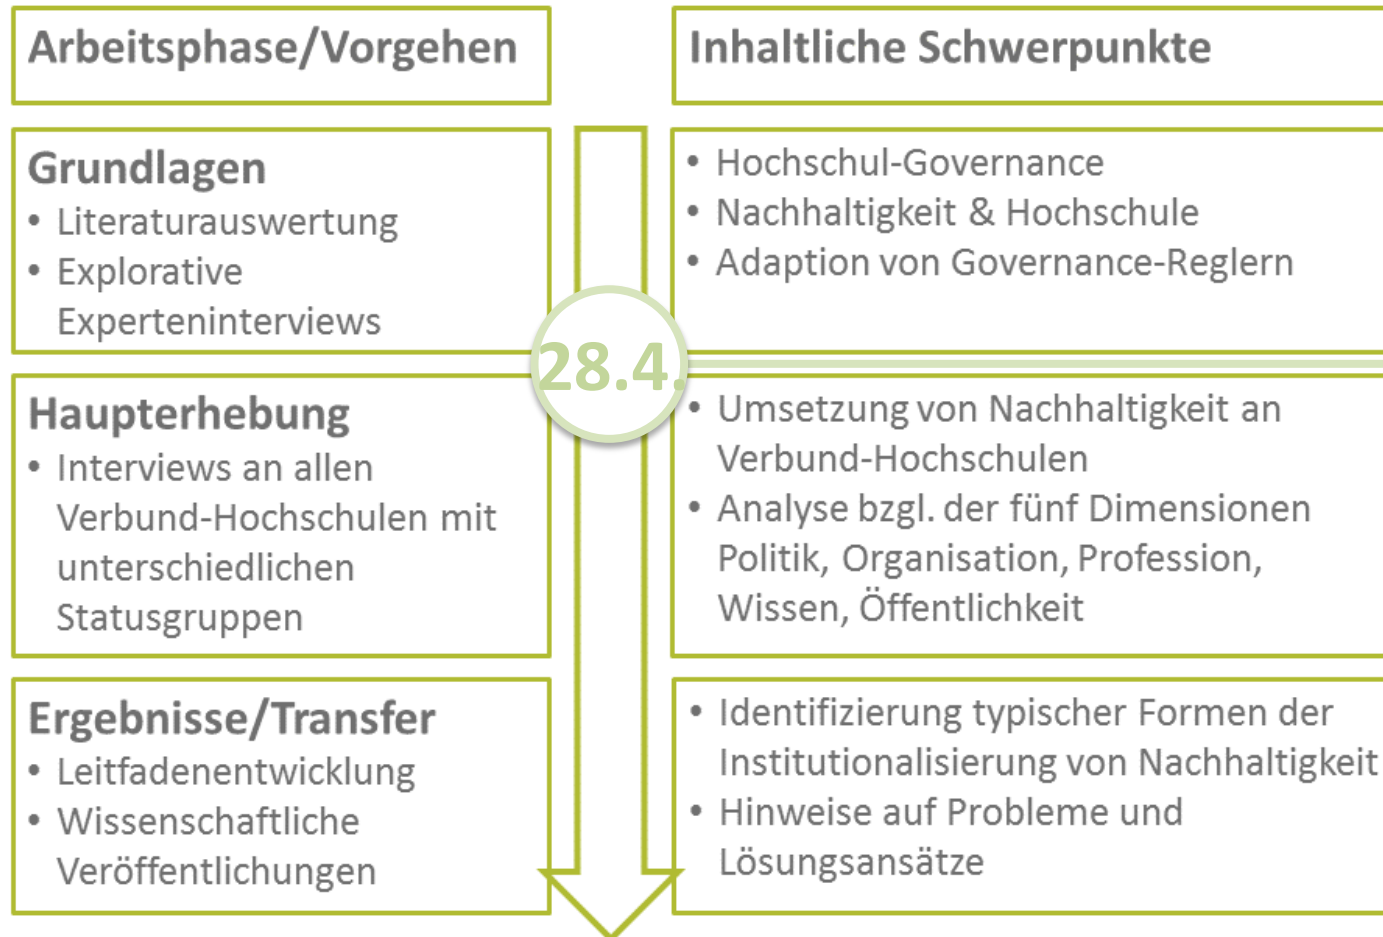 Arbeitsphase/Vorgehen
Inhaltliche Schwerpunkte
Grundlagen
• Literaturauswertung
• Explorative
Experteninterviews
• Hochschul-Governance
• Nachhaltigkeit & Hochschule
• Adaption von Governance-Reglern
28.4.
Haupterhebung
• Interviews an allen
Verbund-Hochschulen mit
unterschiedlichen
Statusgruppen
• Umsetzung von Nachhaltigkeit an
Verbund-Hochschulen
• Analyse bzgl. der fünf Dimensionen
Politik, Organisation, Profession,
Wissen, Öffentlichkeit
Ergebnisse/Transfer
• Leitfadenentwicklung
• Wissenschaftliche
Veröffentlichungen
• Identifizierung typischer Formen der
Institutionalisierung von Nachhaltigkeit
• Hinweise auf Probleme und
Lösungsansätze